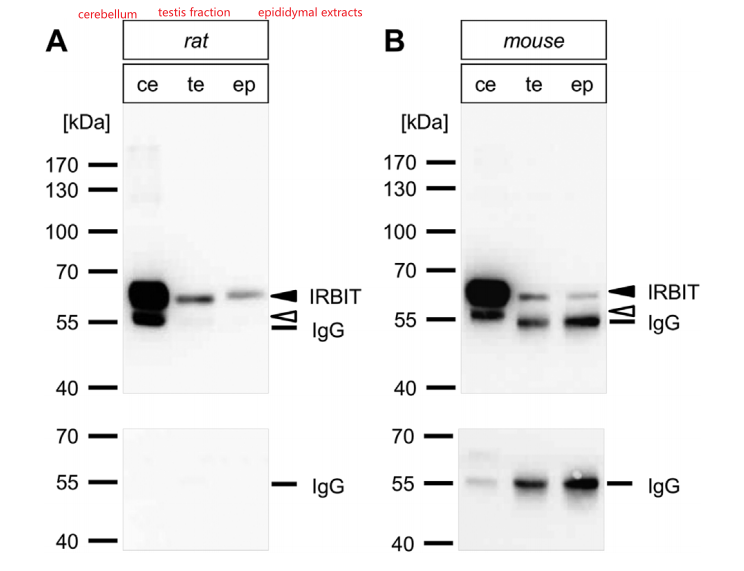 cerebellum testis fraction epididymal extracts
A B
rat mouse
ce te ep ce te ep
[kDa] [kDa]
170 170
130 130
100 100
70 70
IRBIT IRBIT
55 55
IgG IgG
40 40
70 70
55 IgG 55 IgG
40 40